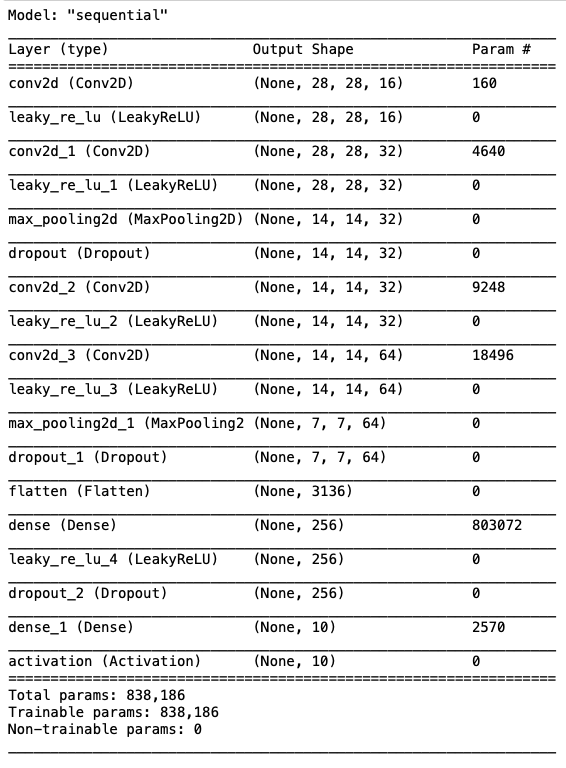 Model: "sequential"
Layer (type) Output Shape Param #
conv2d (Conv2D) (None, 28, 28, 16) 160
leaky_re_lu (LeakyReLU) (None, 28, 28, 16) 0
conv2d_1 (Conv2D) (None, 28, 28, 32) 4640
leaky_re_lu_1 (LeakyReLU) (None, 28, 28, 32) 0
max_pooling2d (MaxPooling2D) (None, 14, 14, 32) 0
dropout (Dropout) (None, 14, 14, 32) 0
conv2d_2 (Conv2D) (None, 14, 14, 32) 9248
leaky_re_lu_2 (LeakyReLU) (None, 14, 14, 32) 0
conv2d_3 (Conv2D) (None, 14, 14, 64) 18496
leaky_re_lu_3 (LeakyReLU) (None, 14, 14, 64) 0
max_pooling2d_1 (MaxPooling2 (None, 7, 7, 64) 0
dropout_1 (Dropout) (None, 7, 7, 64) 0
flatten (Flatten) (None, 3136) 0
dense (Dense) (None, 256) 803072
leaky_re_lu_4 (LeakyReLU) (None, 256) 0
dropout_2 (Dropout) (None, 256) 0
dense_1 (Dense) (None, 10) 2570
activation (Activation) (None, 10) 0
Total params: 838,186
Trainable params: 838,186
Non-trainable params: 0